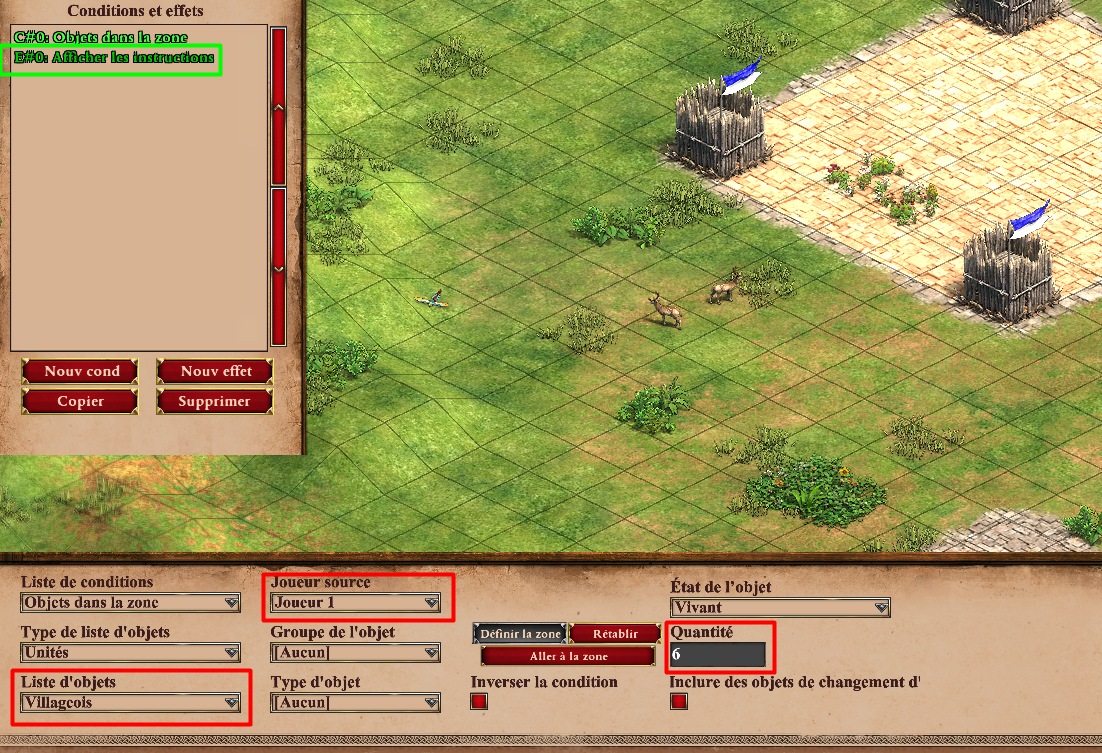 Conditions et effets
C#0: Objets dans la zone
E#0: Afficher les instructions
Nouv cond
Nouv effet
Copier
Supprimer
Liste de conditions
Objets dans la zone
Joueur source
Joueur 1
État de l'objet
Vivant
Type de liste d'objets
Unités
Groupe de l'objet
[Aucun]
Définir la zone
Rétablir
Aller à la zone
Quantité
6
Liste d'objets
Villageois
Type d'objet
[Aucun]
Inverser la condition
Inclure des objets de changement d'